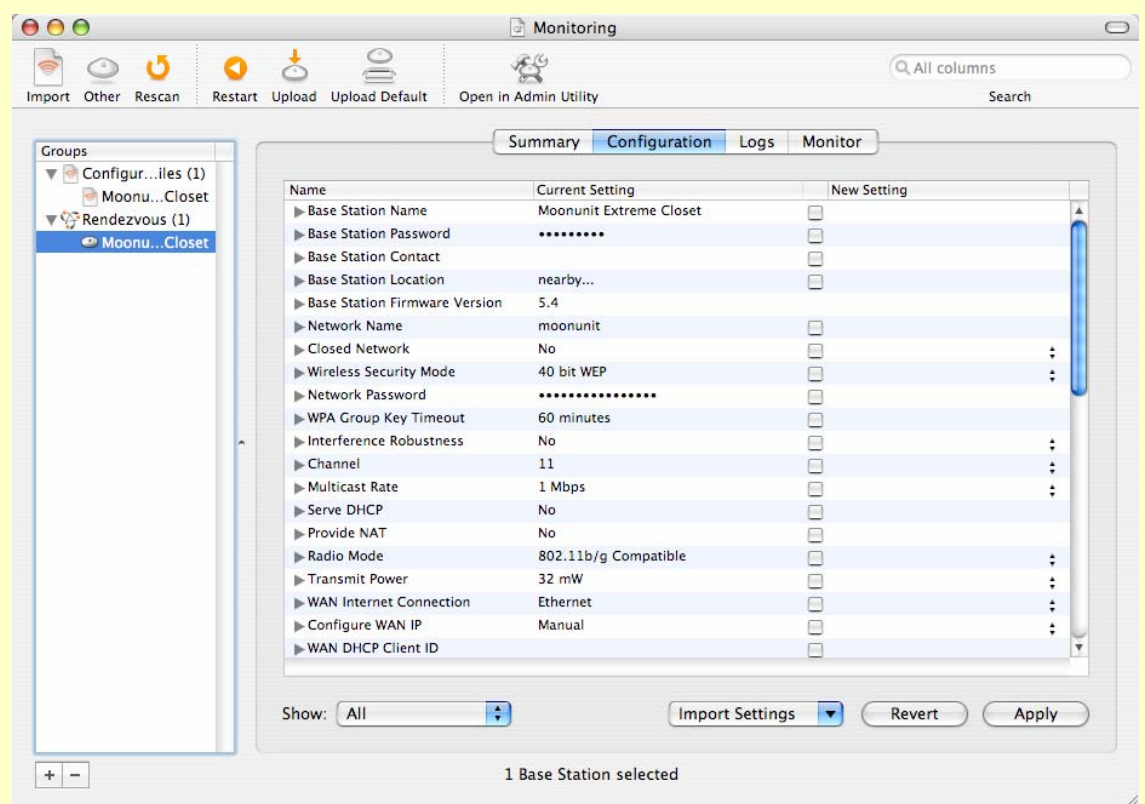 Monitoring
Import Other Rescan Restart Upload Upload Default Open in Admin Utility
All columns
Search
Summary Configuration Logs Monitor
Groups
Configur...iles (1)
Moonu...Closet
Rendezvous (1)
Moonu...Closet
Name Current Setting New Setting
Base Station Name Moonunit Extreme Closet
Base Station Password •••••••••
Base Station Contact
Base Station Location nearby...
Base Station Firmware Version 5.4
Network Name moonunit
Closed Network No
Wireless Security Mode 40 bit WEP
Network Password ••••••••••••••••
WPA Group Key Timeout 60 minutes
Interference Robustness No
Channel 11
Multicast Rate 1 Mbps
Serve DHCP No
Provide NAT No
Radio Mode 802.11b/g Compatible
Transmit Power 32 mW
WAN Internet Connection Ethernet
Configure WAN IP Manual
WAN DHCP Client ID
Show: All Import Settings Revert Apply
+ − 1 Base Station selected